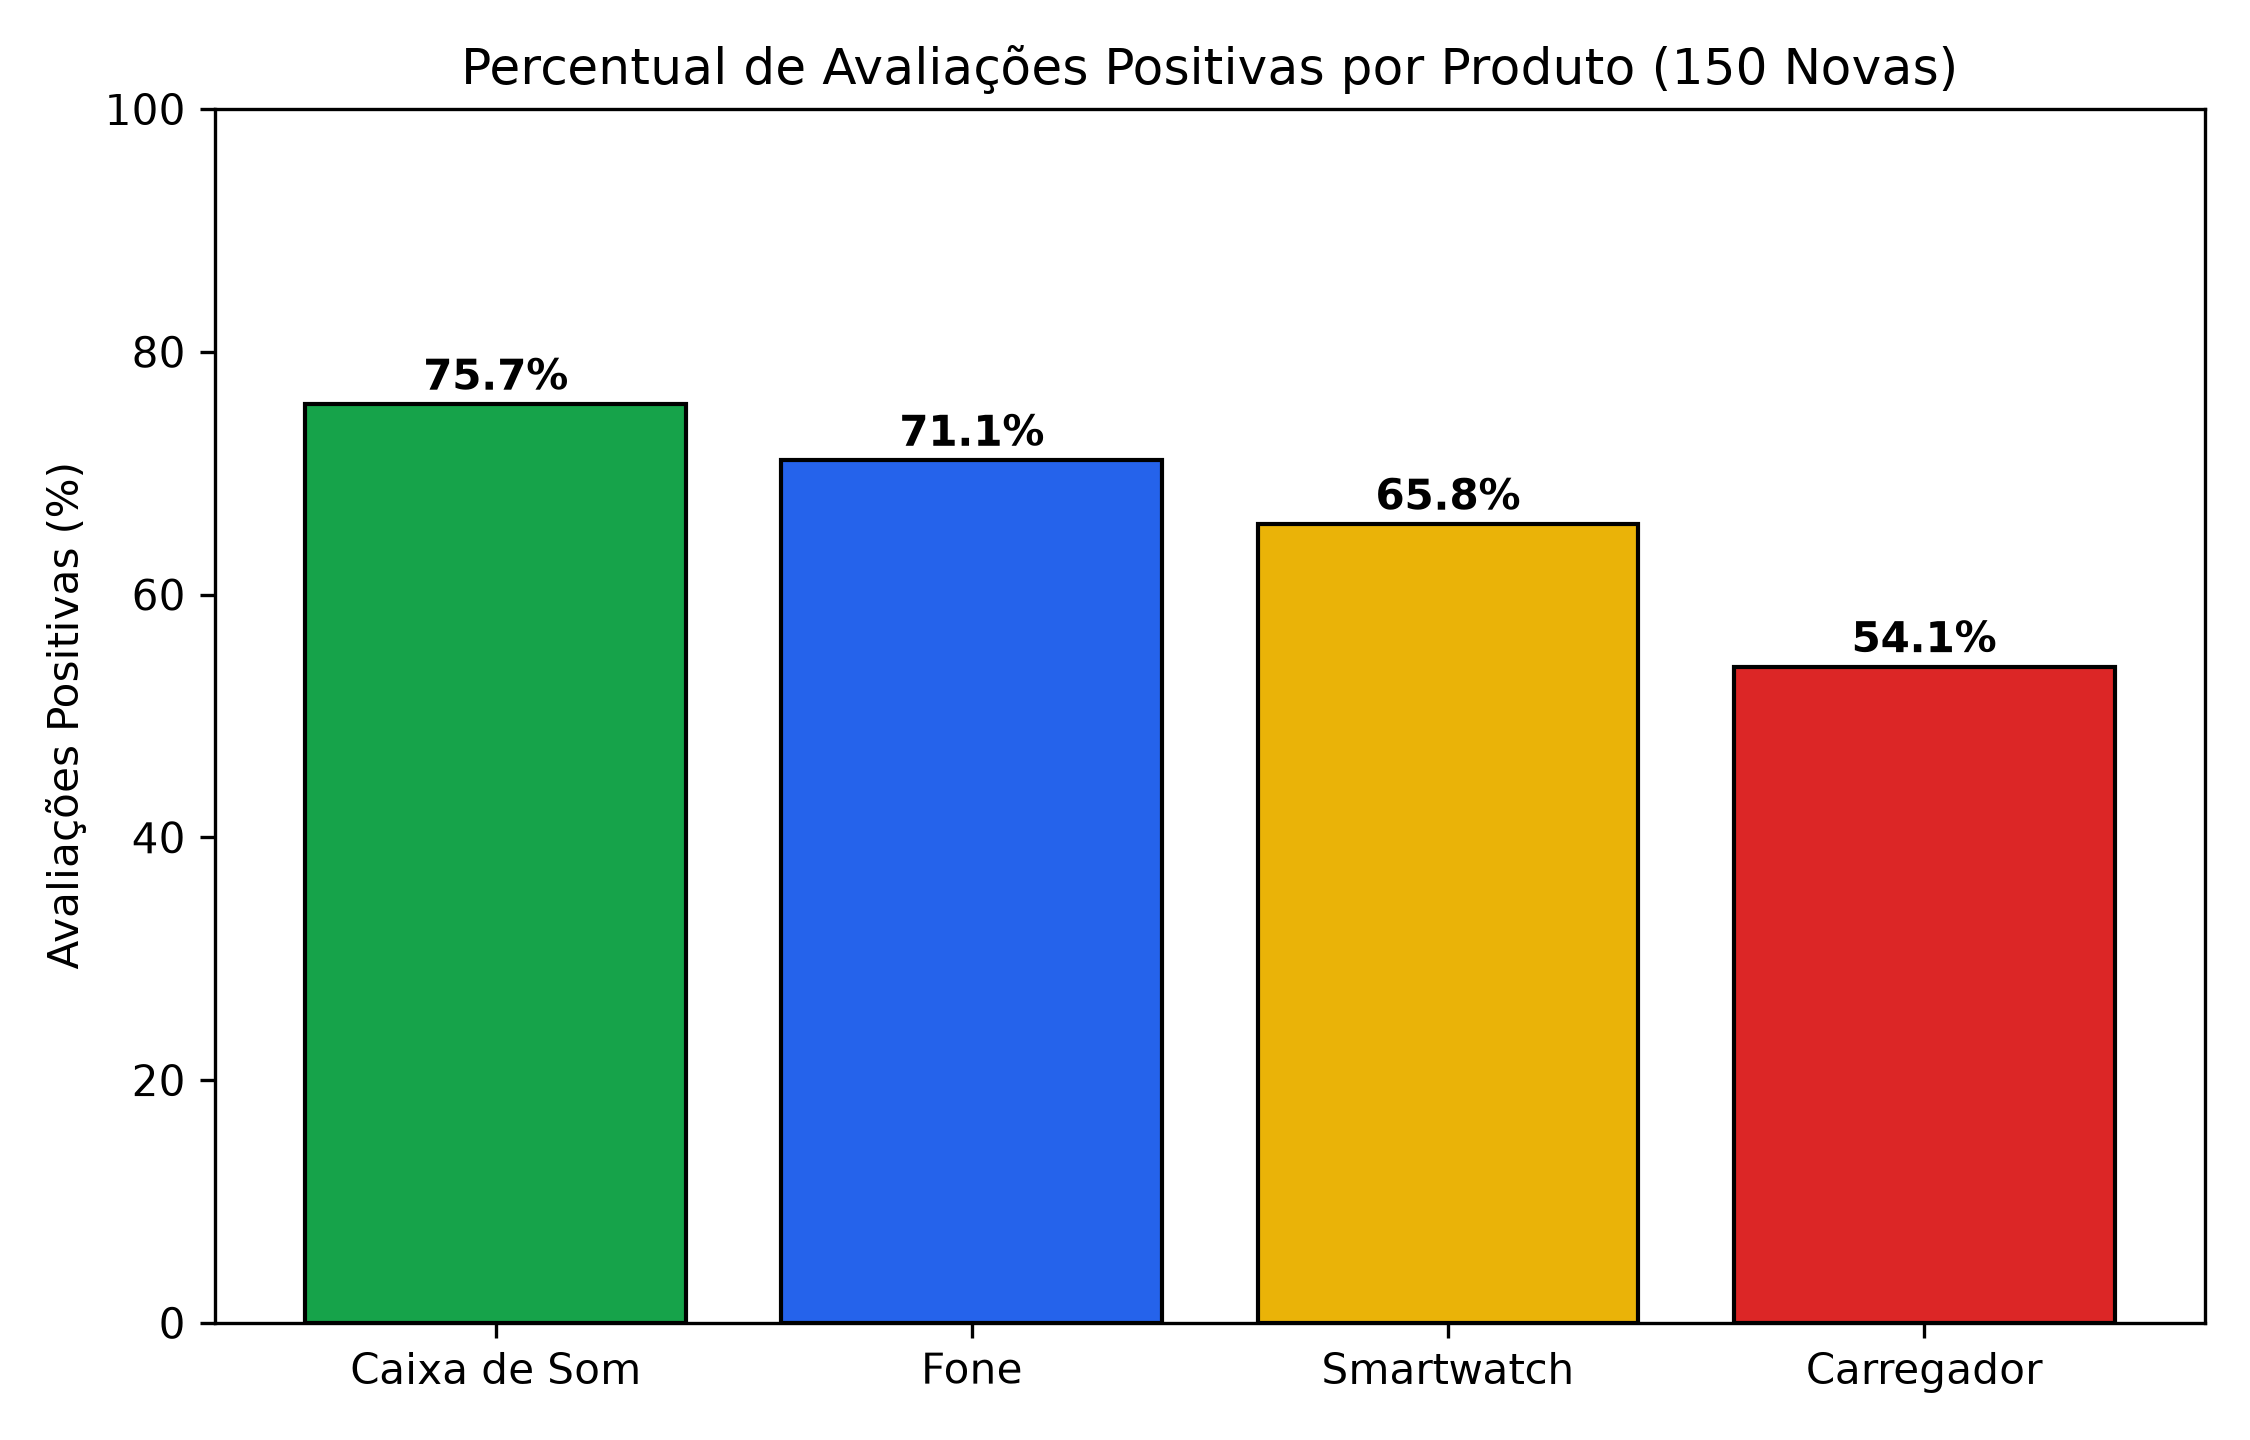 Percentual de Avaliações Positivas por Produto (150 Novas)
Avaliações Positivas (%)
100
80
60
40
20
0
75.7%
71.1%
65.8%
54.1%
Caixa de Som
Fone
Smartwatch
Carregador